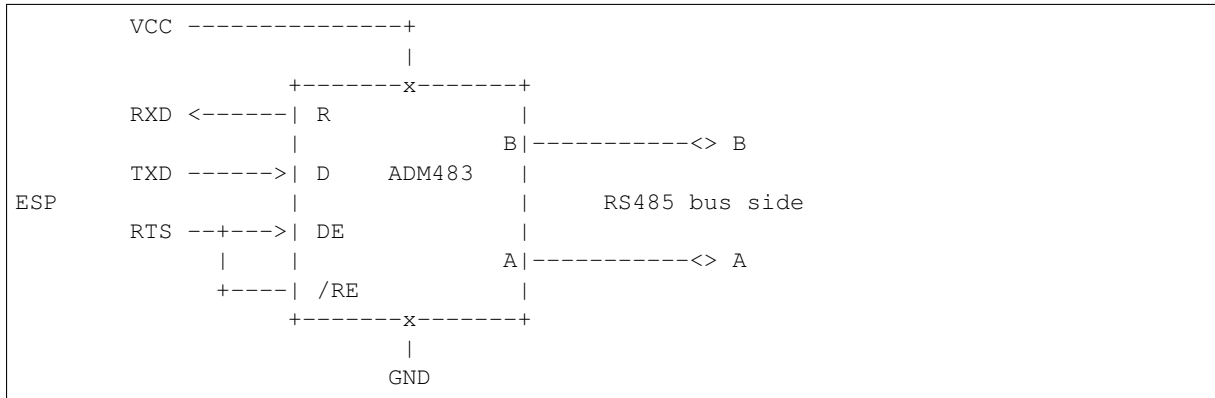 VCC ---------------+
|
+-------x-------+
RXD <------| R |
| B|-----------<> B
TXD ------>| D ADM483 |
ESP | | RS485 bus side
RTS --+--->| DE |
| | A|-----------<> A
+----| /RE |
+-------x-------+
|
GND